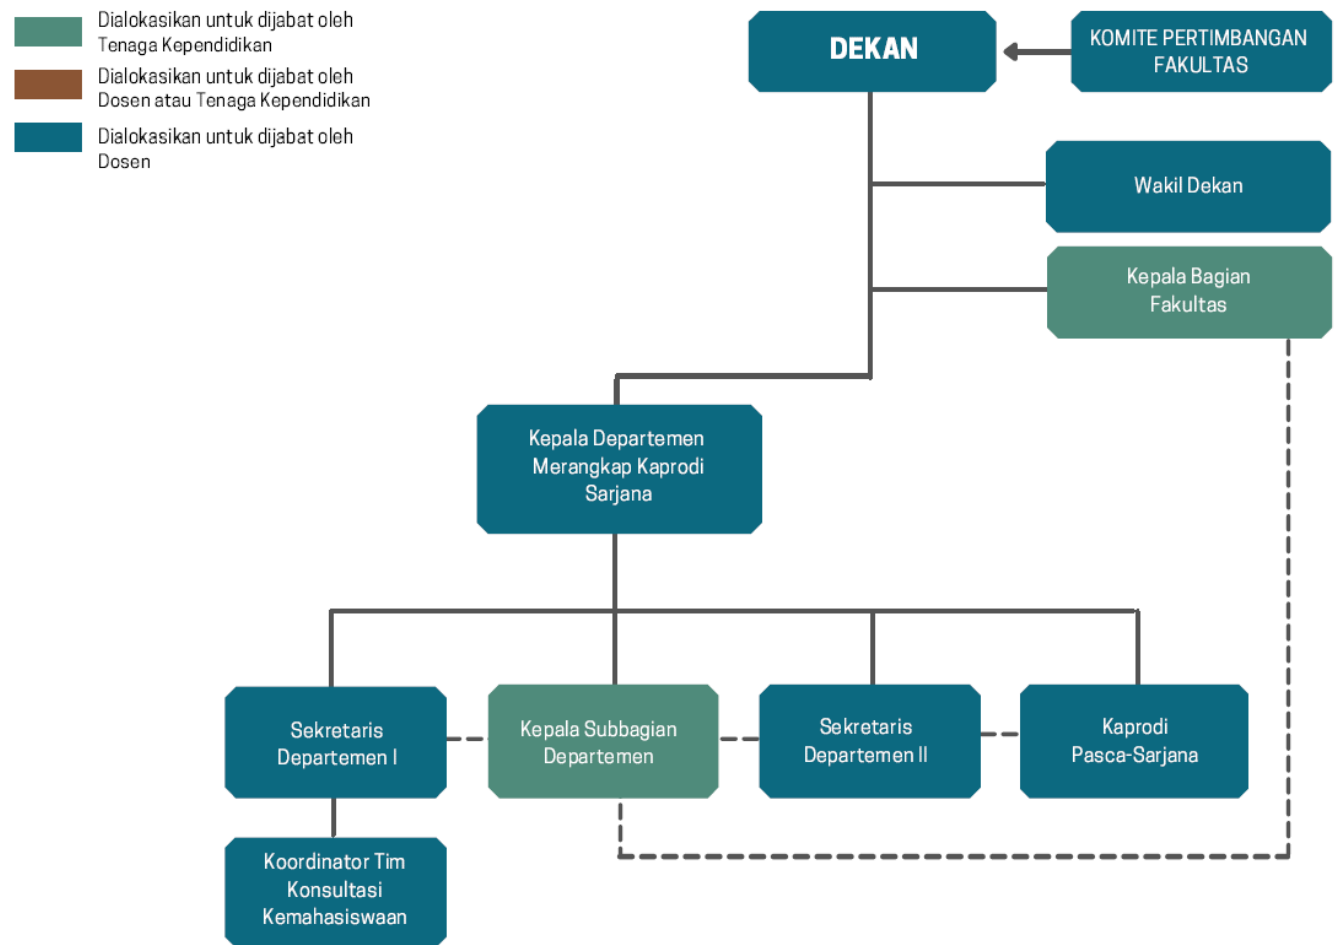 Dialokasikan untuk dijabat oleh
Tenaga Kependidikan
Dialokasikan untuk dijabat oleh
Dosen atau Tenaga Kependidikan
Dialokasikan untuk dijabat oleh
Dosen
DEKAN
KOMITE PERTIMBANGAN
FAKULTAS
Wakil Dekan
Kepala Bagian
Fakultas
Kepala Departemen
Merangkap Kaprodi
Sarjana
Sekretaris
Departemen I
Kepala Subbagian
Departemen
Sekretaris
Departemen II
Kaprodi
Pasca-Sarjana
Koordinator Tim
Konsultasi
Kemahasiswaan